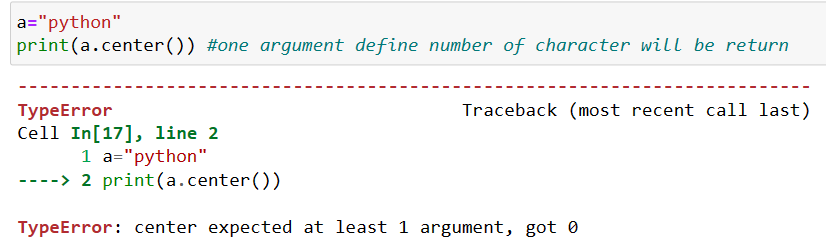 a="python"
print(a.center()) #one argument define number of character will be return
---------------------------------------------------------------------------
TypeError                                 Traceback (most recent call last)
Cell In[17], line 2
      1 a="python"
----> 2 print(a.center())
TypeError: center expected at least 1 argument, got 0